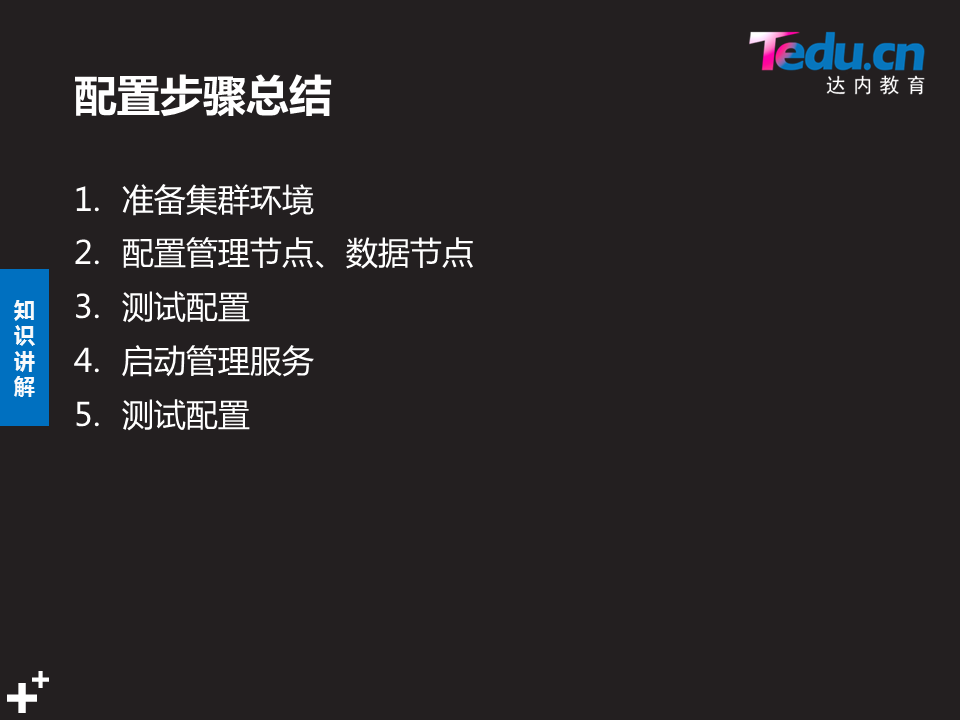 Tedu.cn
达内教育
配置步骤总结
1. 准备集群环境
2. 配置管理节点、数据节点
3. 测试配置
4. 启动管理服务
5. 测试配置
知识讲解